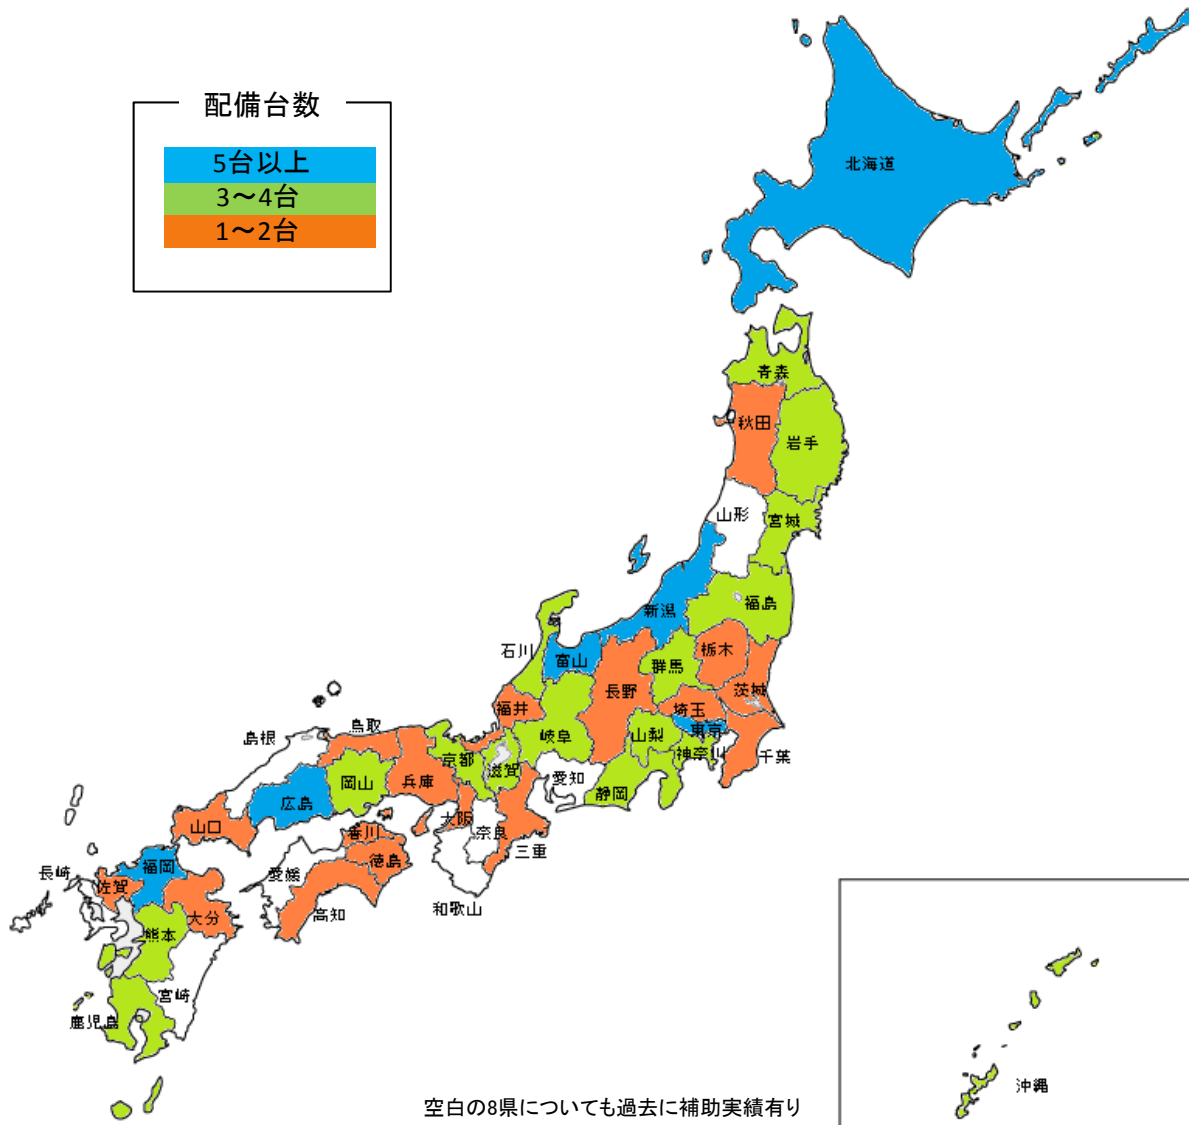 配備台数
5台以上
3〜4台
1〜2台
北海道
青森
秋田
岩手
山形
宮城
新潟
福島
石川
富山
群馬
栃木
福井
長野
茨城
埼玉
東京
鳥取
島根
岐阜
山梨
神奈川
千葉
京都
滋賀
岡山
兵庫
愛知
静岡
広島
山口
大阪
香川
奈良
三重
福岡
徳島
長崎
佐賀
愛媛
高知
和歌山
大分
熊本
宮崎
鹿児島
沖縄
空白の8県についても過去に補助実績有り